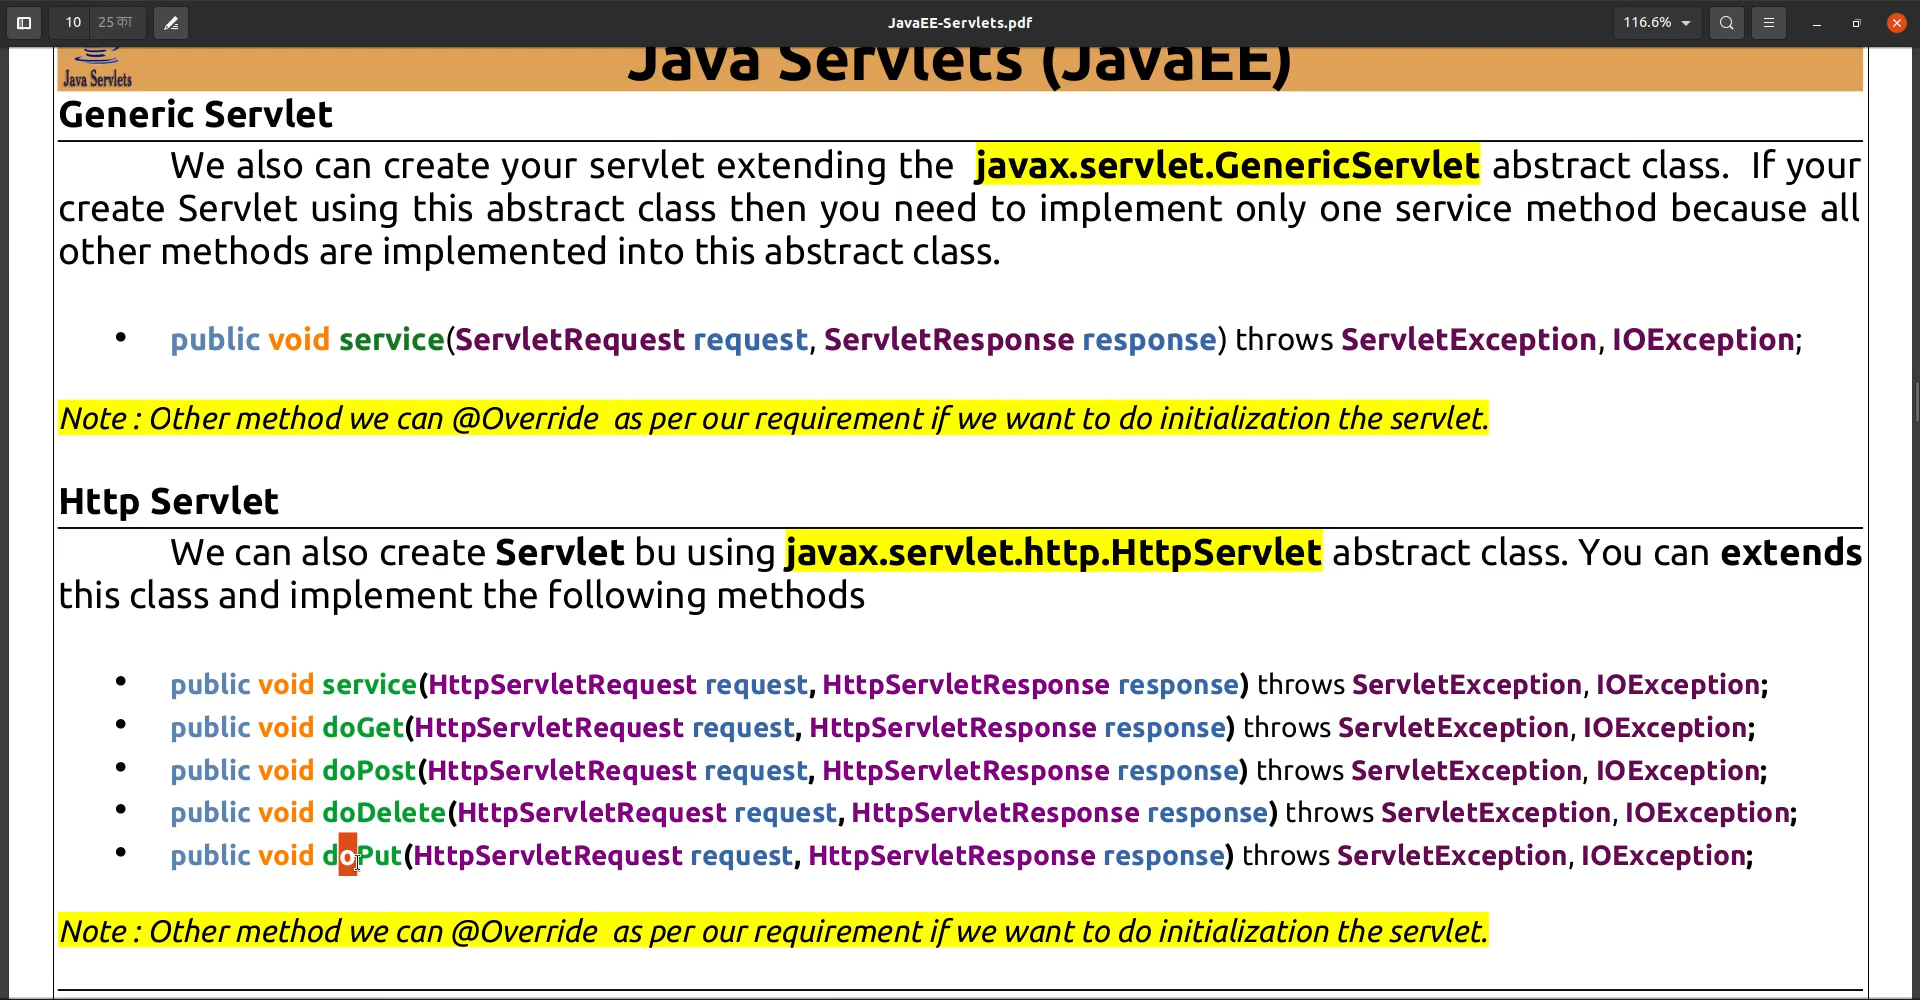 10 25 का JavaEE-Servlets.pdf 116.6%
Java Servlets Java Servlets (JavaEE)
Generic Servlet
We also can create your servlet extending the javax.servlet.GenericServlet abstract class. If your
create Servlet using this abstract class then you need to implement only one service method because all
other methods are implemented into this abstract class.
• public void service(ServletRequest request, ServletResponse response) throws ServletException, IOException;
Note : Other method we can @Override as per our requirement if we want to do initialization the servlet.
Http Servlet
We can also create Servlet bu using javax.servlet.http.HttpServlet abstract class. You can extends
this class and implement the following methods
• public void service(HttpServletRequest request, HttpServletResponse response) throws ServletException, IOException;
• public void doGet(HttpServletRequest request, HttpServletResponse response) throws ServletException, IOException;
• public void doPost(HttpServletRequest request, HttpServletResponse response) throws ServletException, IOException;
• public void doDelete(HttpServletRequest request, HttpServletResponse response) throws ServletException, IOException;
• public void doPut(HttpServletRequest request, HttpServletResponse response) throws ServletException, IOException;
Note : Other method we can @Override as per our requirement if we want to do initialization the servlet.